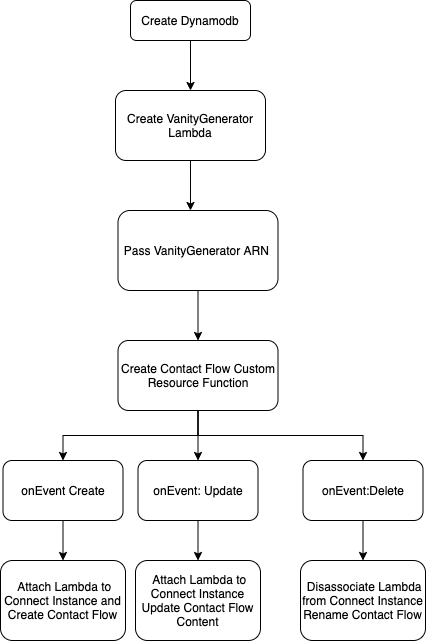 Create Dynamodb
Create VanityGenerator
Lambda
Pass VanityGenerator ARN
Create Contact Flow Custom
Resource Function
onEvent Create
onEvent: Update
onEvent:Delete
Attach Lambda to
Connect Instance and
Create Contact Flow
Attach Lambda to
Connect Instance
Update Contact Flow
Content
Disassociate Lambda
from Connect Instance
Rename Contact Flow